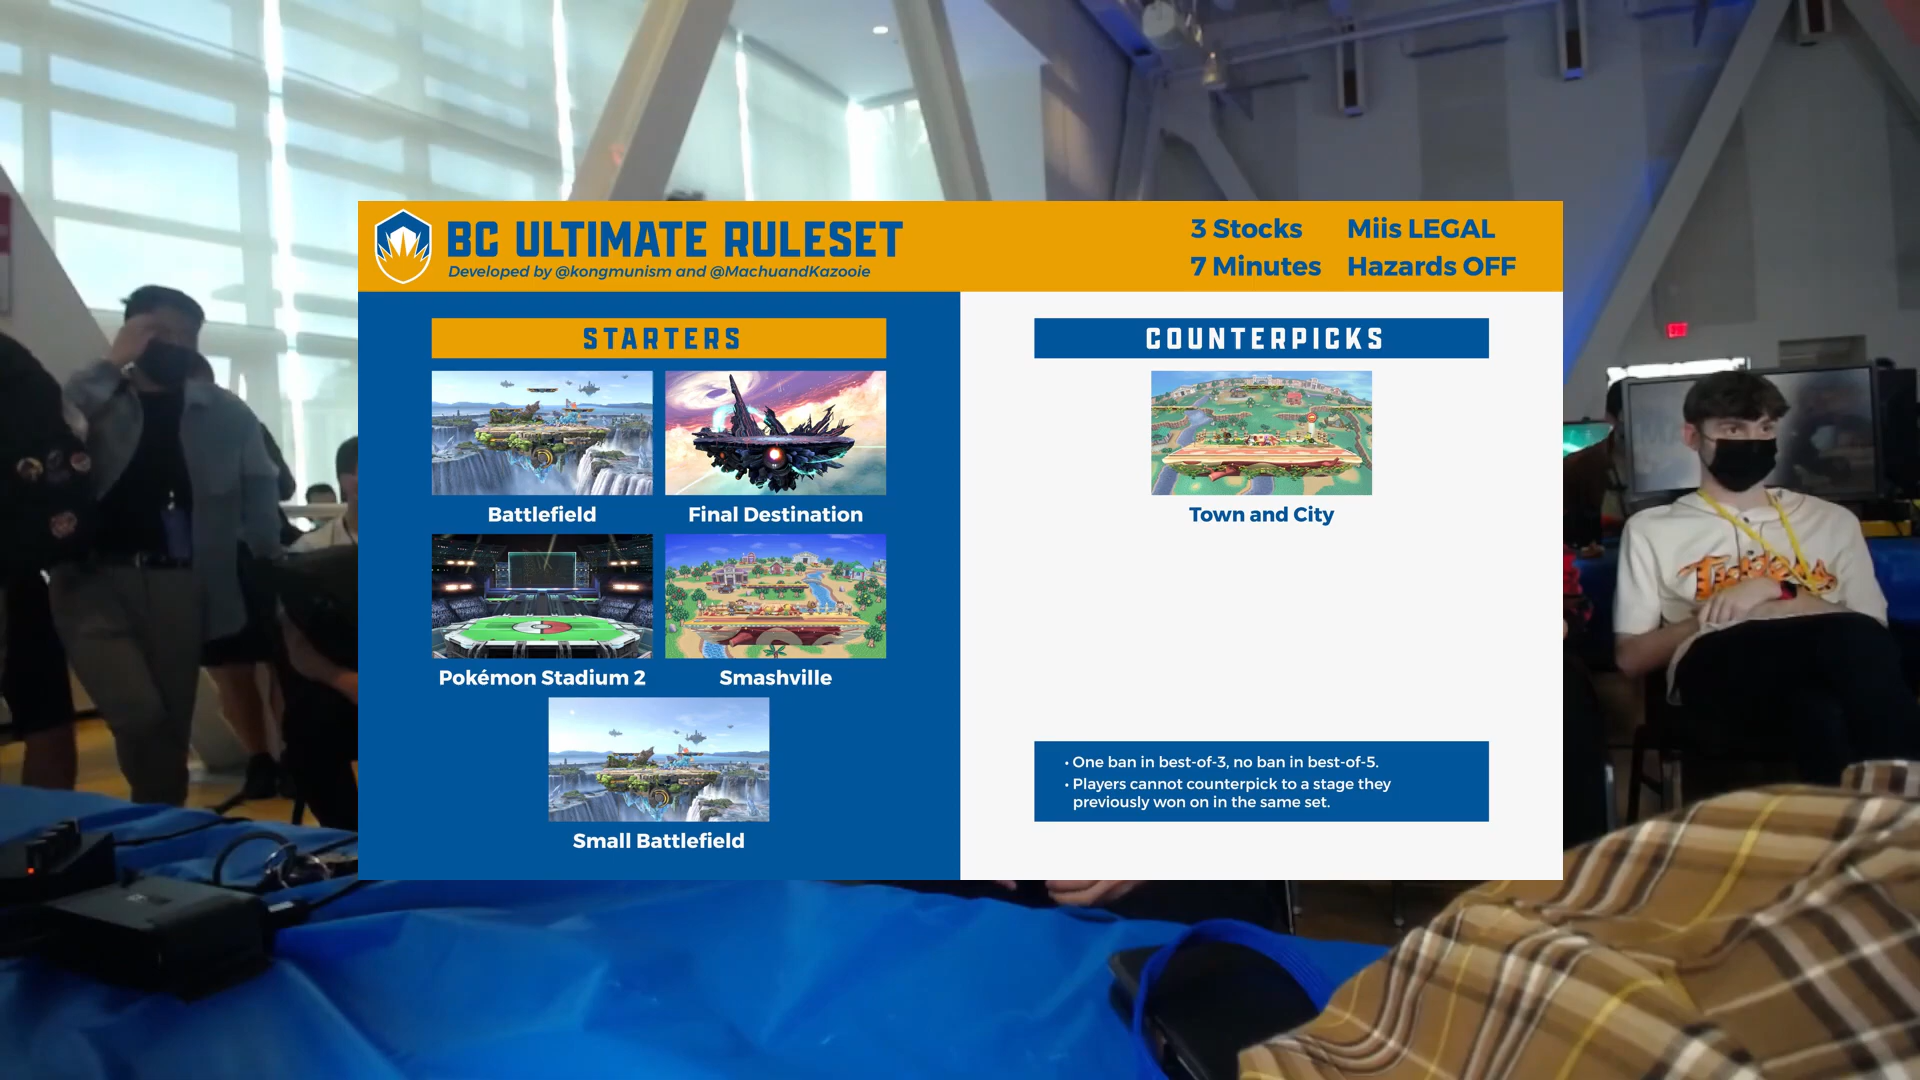 BC ULTIMATE RULESET
Developed by @kongmunism and @MachuandKazooie
3 Stocks
7 Minutes
Miis LEGAL
Hazards OFF
STARTERS
Battlefield
Final Destination
Pokémon Stadium 2
Smashville
Small Battlefield
COUNTERPICKS
Town and City
• One ban in best-of-3, no ban in best-of-5.
• Players cannot counterpick to a stage they
previously won on in the same set.
Tigers